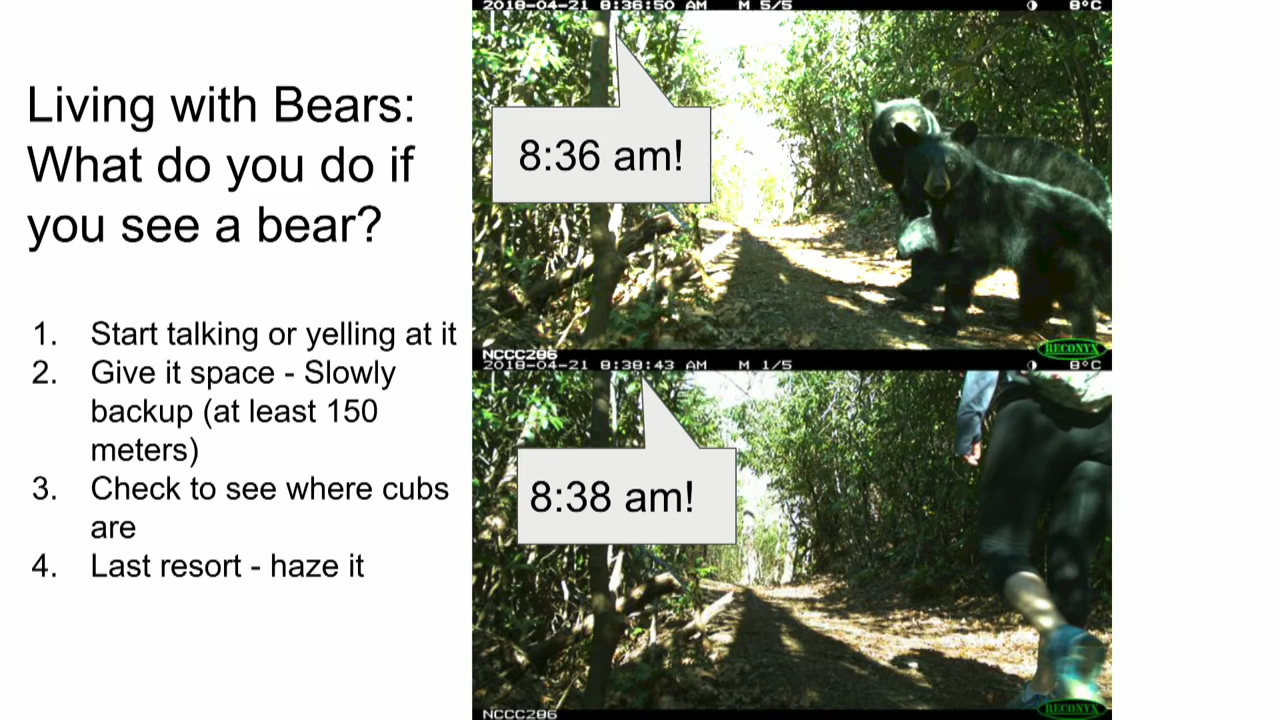 Living with Bears:
What do you do if
you see a bear?
1. Start talking or yelling at it
2. Give it space - Slowly
backup (at least 150
meters)
3. Check to see where cubs
are
4. Last resort - haze it
2018-04-21 8:36:50 AM M 5/5 8°C
8:36 am!
NCCC286 RECONYX
2018-04-21 8:38:43 AM M 1/5 8°C
8:38 am!
NCCC286 RECONYX